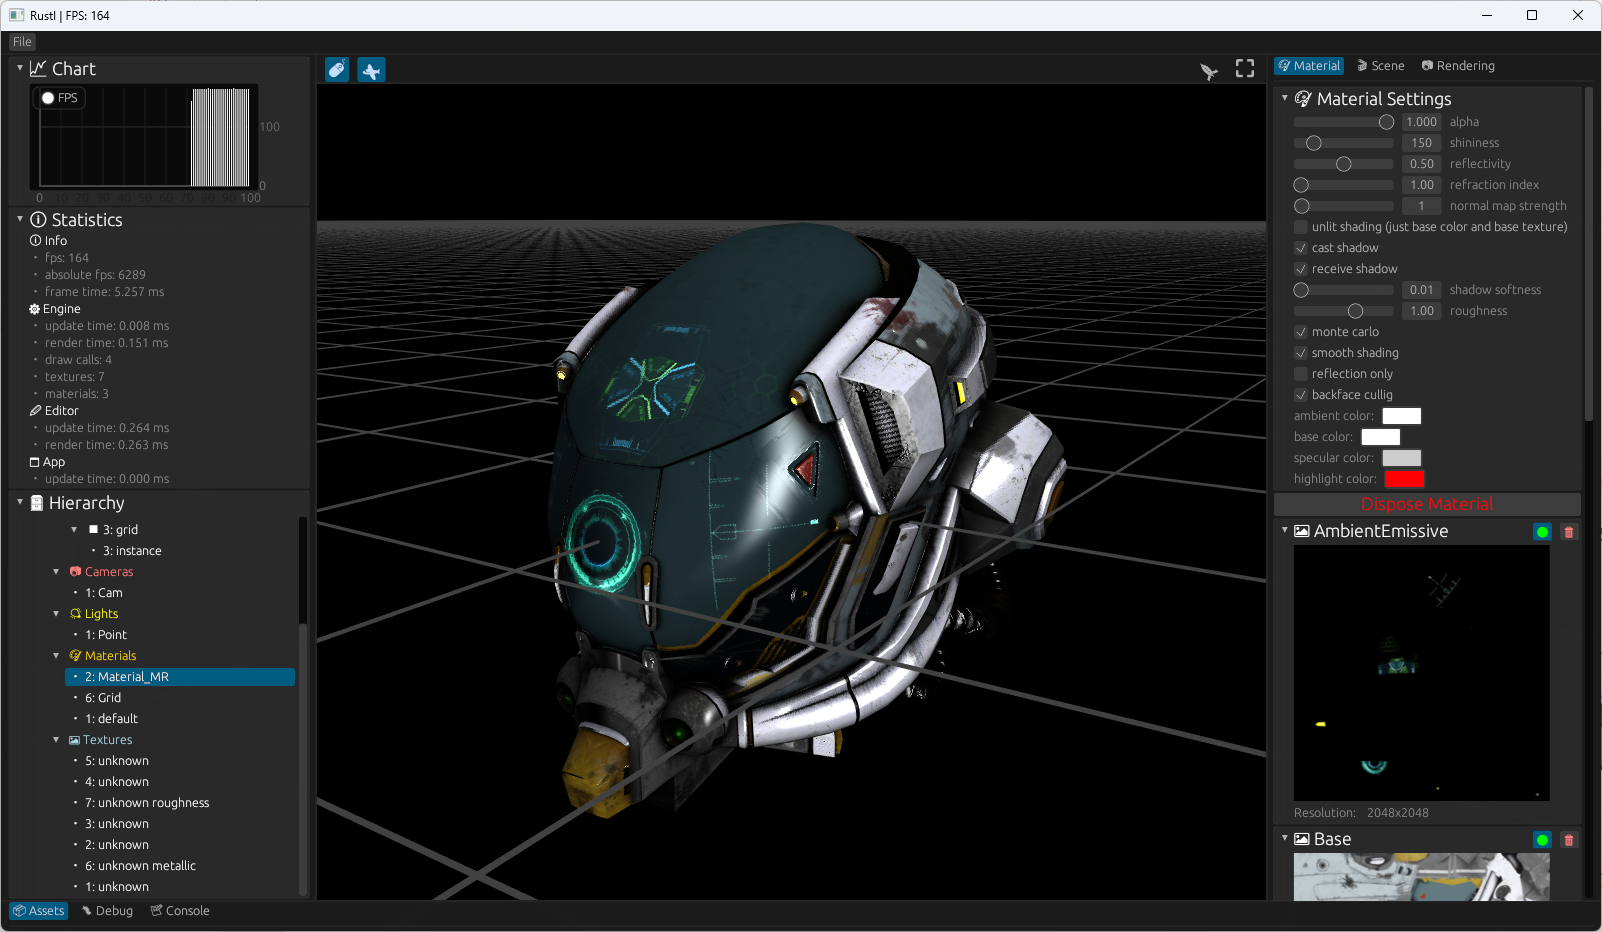 RustI | FPS: 164
File
Chart
FPS
100
0
0 10 20 30 40 50 60 70 80 90 100
Statistics
Info
fps: 164
absolute fps: 6289
frame time: 5.257 ms
Engine
update time: 0.008 ms
render time: 0.151 ms
draw calls: 4
textures: 7
materials: 3
Editor
update time: 0.264 ms
render time: 0.263 ms
App
update time: 0.000 ms
Hierarchy
3: grid
3: instance
Cameras
1: Cam
Lights
1: Point
Materials
2: Material_MR
6: Grid
1: default
Textures
5: unknown
4: unknown
7: unknown roughness
3: unknown
2: unknown
6: unknown metallic
1: unknown
Assets Debug Console
Material Scene Rendering
Material Settings
1.000 alpha
150 shininess
0.50 reflectivity
1.00 refraction index
1 normal map strength
unlit shading (just base color and base texture)
cast shadow
receive shadow
0.01 shadow softness
1.00 roughness
monte carlo
smooth shading
reflection only
backface cullig
ambient color:
base color:
specular color:
highlight color:
Dispose Material
AmbientEmissive
Resolution: 2048x2048
Base